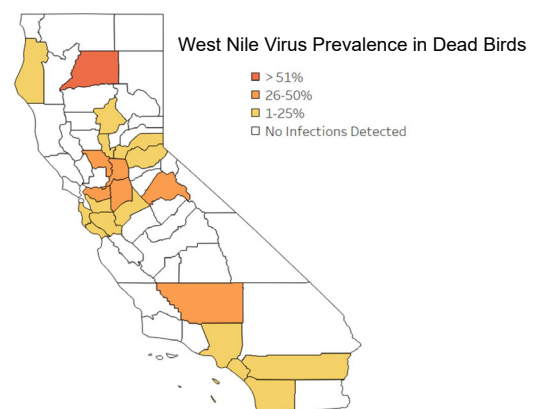 West Nile Virus Prevalence in Dead Birds
> 51%
26-50%
1-25%
No Infections Detected